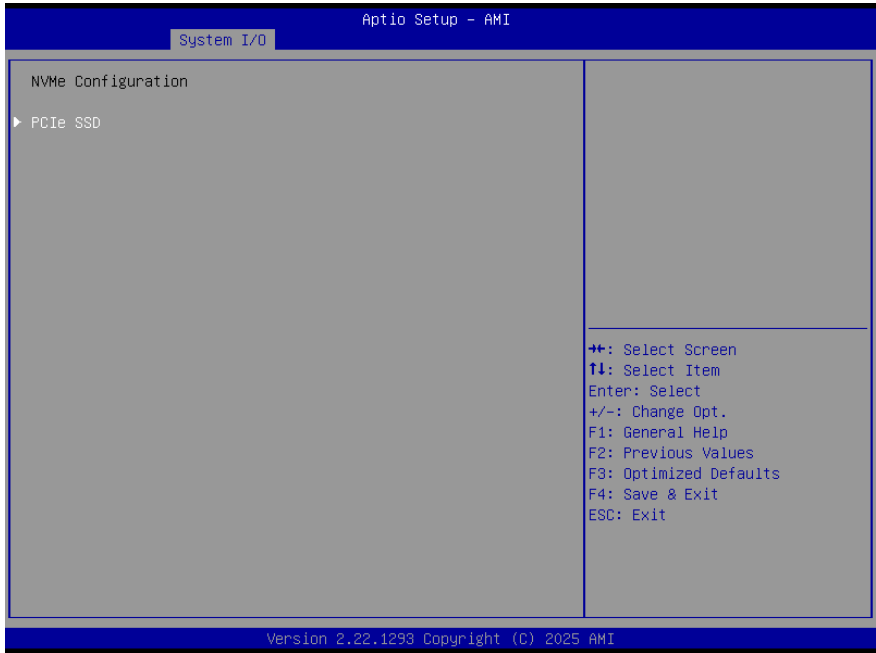 Aptio Setup – AMI
System I/O
NVMe Configuration
PCIe SSD
→←: Select Screen
↑↓: Select Item
Enter: Select
+/-: Change Opt.
F1: General Help
F2: Previous Values
F3: Optimized Defaults
F4: Save & Exit
ESC: Exit
Version 2.22.1293 Copyright (C) 2025 AMI